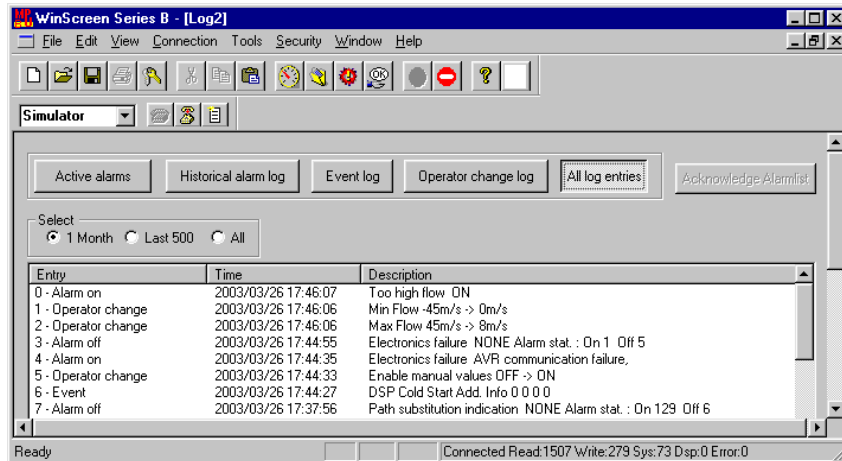 WinScreen Series B - [Log2]
File Edit View Connection Tools Security Window Help
OK
Simulator
Active alarms Historical alarm log Event log Operator change log All log entries Acknowledge Alarmlist
Select
1 Month Last 500 All
Entry Time Description
0 - Alarm on 2003/03/26 17:46:07 Too high flow ON
1 - Operator change 2003/03/26 17:46:06 Min Flow -45m/s -> 0m/s
2 - Operator change 2003/03/26 17:46:06 Max Flow 45m/s -> 8m/s
3 - Alarm off 2003/03/26 17:44:55 Electronics failure NONE Alarm stat. : On 1 Off 5
4 - Alarm on 2003/03/26 17:44:35 Electronics failure AVR communication failure,
5 - Operator change 2003/03/26 17:44:33 Enable manual values OFF -> ON
6 - Event 2003/03/26 17:44:27 DSP Cold Start Add. Info 0 0 0 0
7 - Alarm off 2003/03/26 17:37:56 Path substitution indication NONE Alarm stat. : On 129 Off 6
Ready Connected Read:1507 Write:279 Sys:73 Dsp:0 Error:0